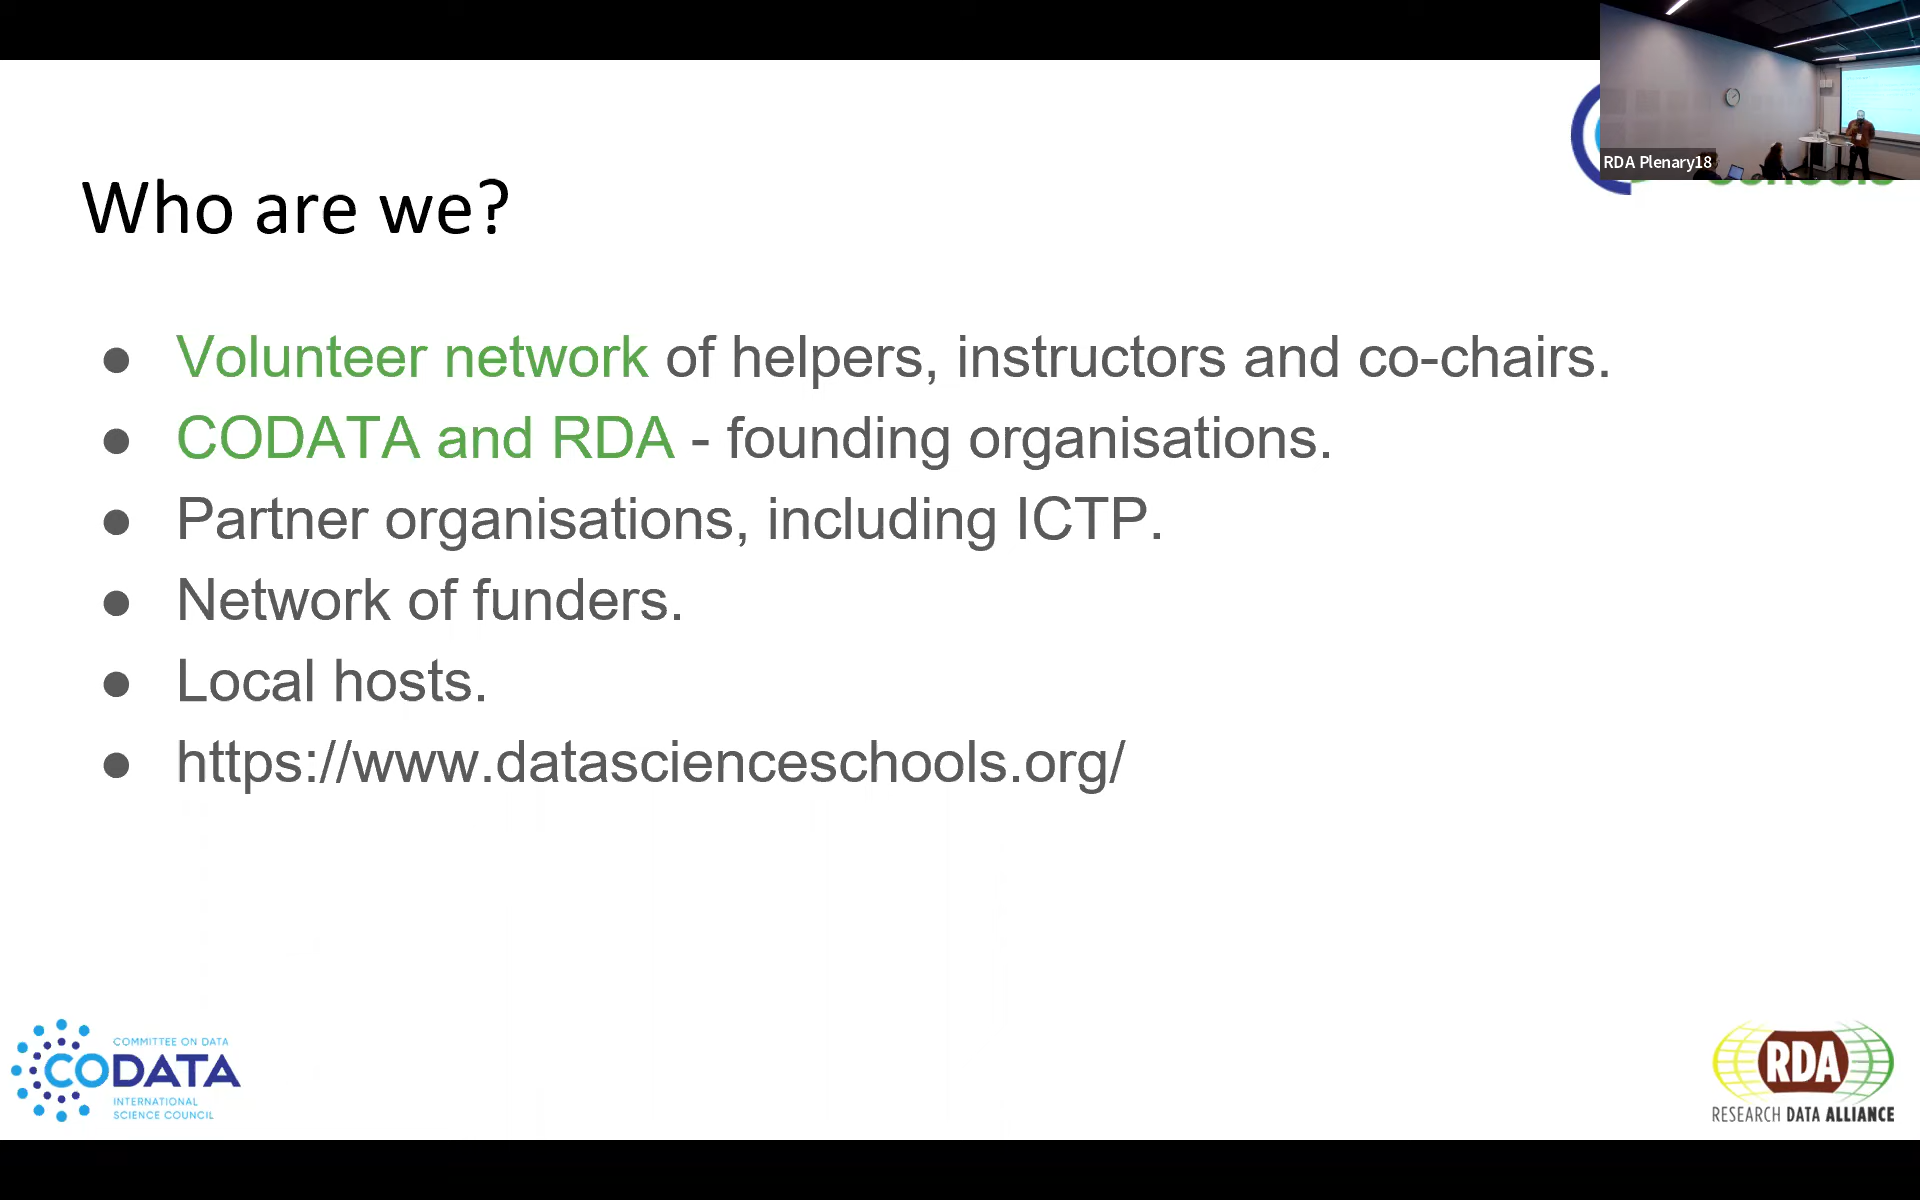 RDA Plenary18
Who are we?
Volunteer network of helpers, instructors and co-chairs.
CODATA and RDA - founding organisations.
Partner organisations, including ICTP.
Network of funders.
Local hosts.
https://www.datascienceschools.org/
COMMITTEE ON DATA
CODATA
INTERNATIONAL
SCIENCE COUNCIL
RDA
RESEARCH DATA ALLIANCE